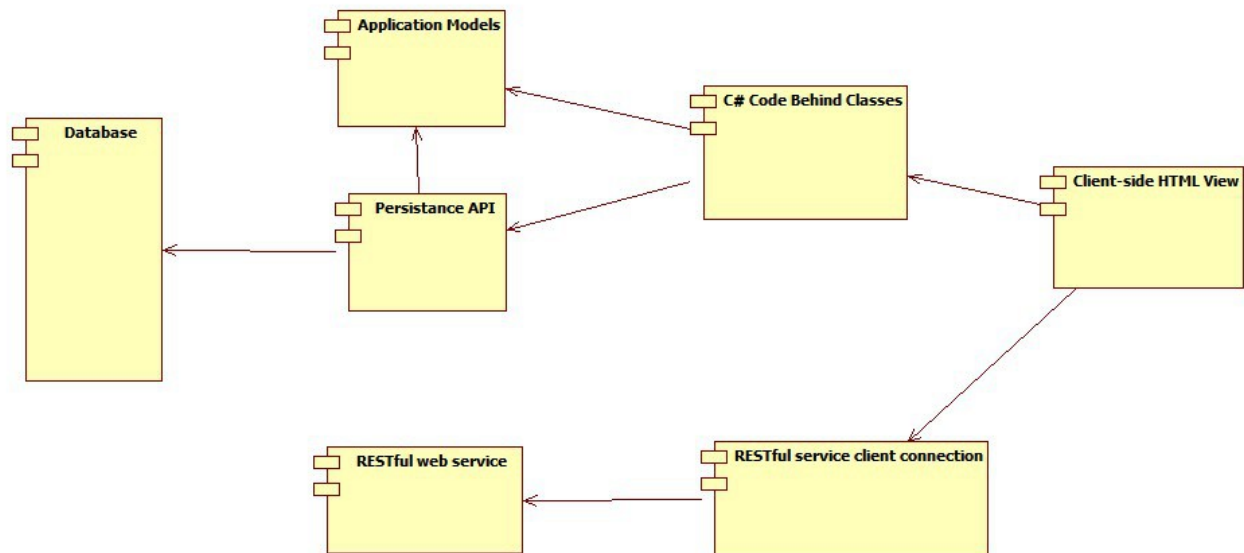 Application Models
C# Code Behind Classes
Database
Client-side HTML View
Persistance API
RESTful web service
RESTful service client connection